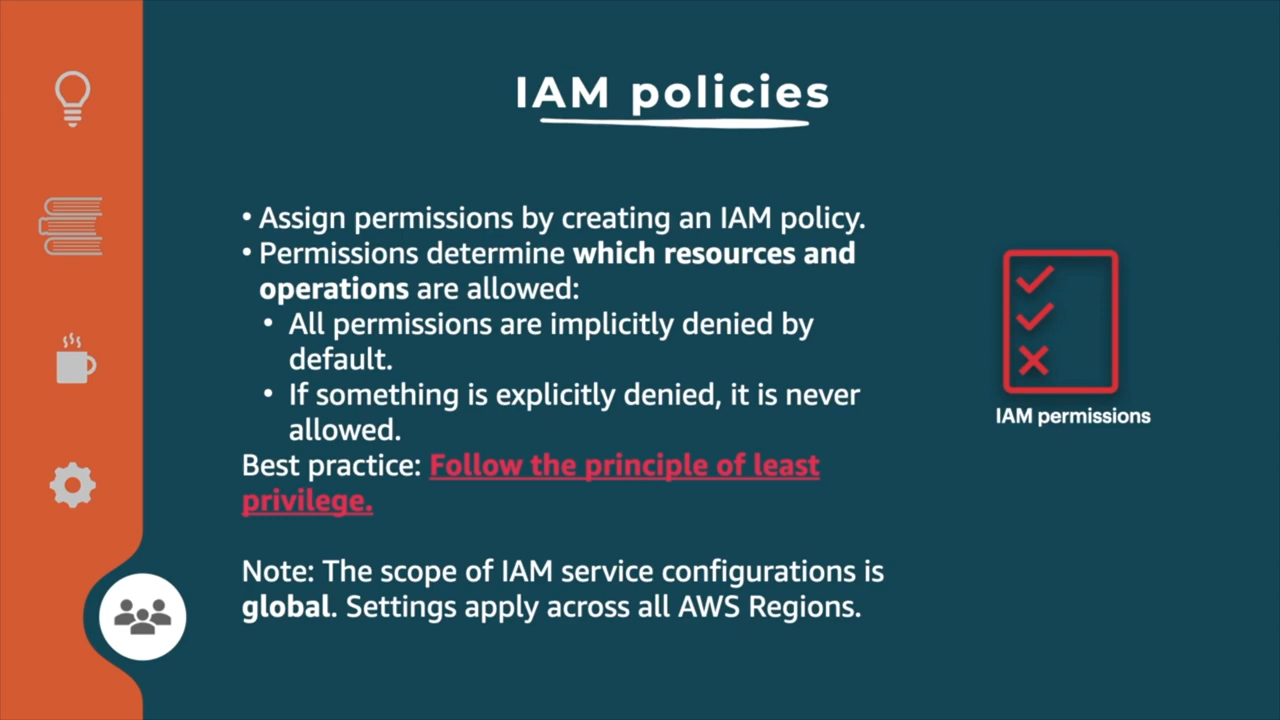 IAM policies
• Assign permissions by creating an IAM policy.
• Permissions determine which resources and
operations are allowed:
• All permissions are implicitly denied by
default.
• If something is explicitly denied, it is never
allowed.
Best practice: Follow the principle of least
privilege.
Note: The scope of IAM service configurations is
global. Settings apply across all AWS Regions.
IAM permissions